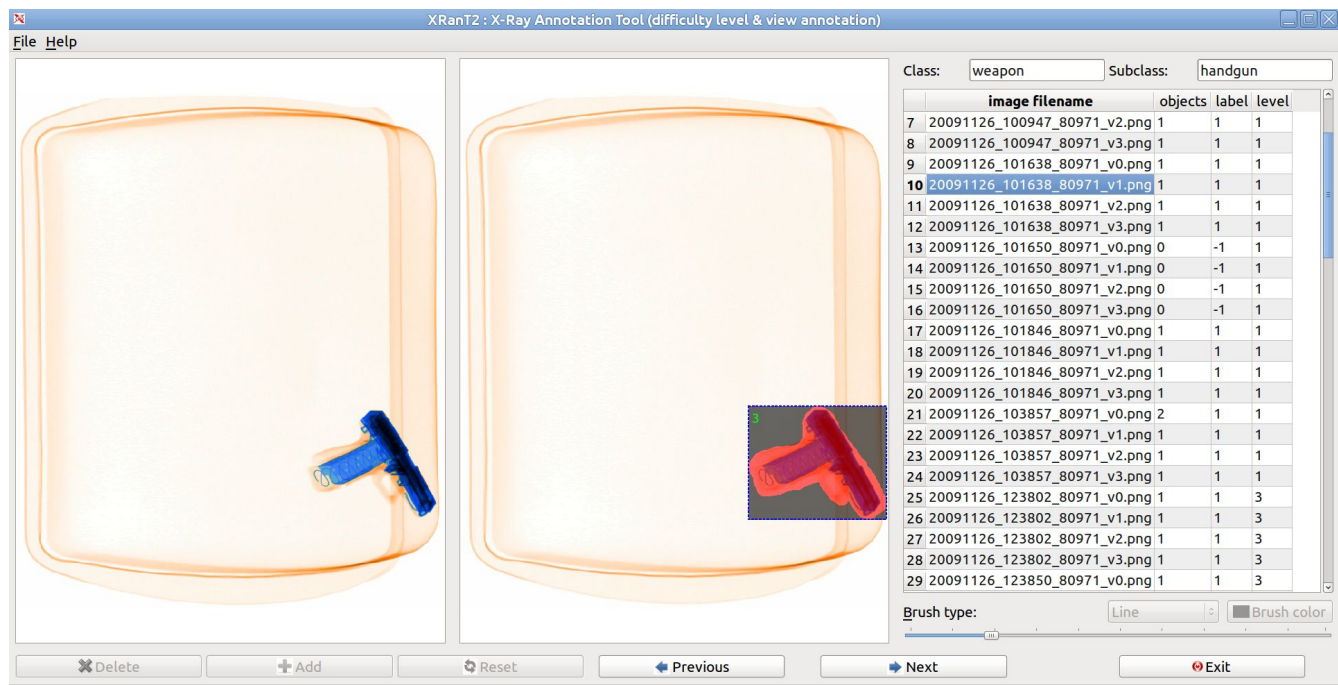 XRanT2 : X-Ray Annotation Tool (difficulty level & view annotation)
File Help
Class: weapon Subclass: handgun
image filename objects label level
7 20091126_100947_80971_v2.png 1 1 1
8 20091126_100947_80971_v3.png 1 1 1
9 20091126_101638_80971_v0.png 1 1 1
10 20091126_101638_80971_v1.png 1 1 1
11 20091126_101638_80971_v2.png 1 1 1
12 20091126_101638_80971_v3.png 1 1 1
13 20091126_101650_80971_v0.png 0 -1 1
14 20091126_101650_80971_v1.png 0 -1 1
15 20091126_101650_80971_v2.png 0 -1 1
16 20091126_101650_80971_v3.png 0 -1 1
17 20091126_101846_80971_v0.png 1 1 1
18 20091126_101846_80971_v1.png 1 1 1
19 20091126_101846_80971_v2.png 1 1 1
20 20091126_101846_80971_v3.png 1 1 1
21 20091126_103857_80971_v0.png 2 1 1
22 20091126_103857_80971_v1.png 1 1 1
23 20091126_103857_80971_v2.png 1 1 1
24 20091126_103857_80971_v3.png 1 1 1
25 20091126_123802_80971_v0.png 1 1 3
26 20091126_123802_80971_v1.png 1 1 3
27 20091126_123802_80971_v2.png 1 1 3
28 20091126_123802_80971_v3.png 1 1 3
29 20091126_123850_80971_v0.png 1 1 3
3
Brush type: Line Brush color
Delete Add Reset Previous Next Exit